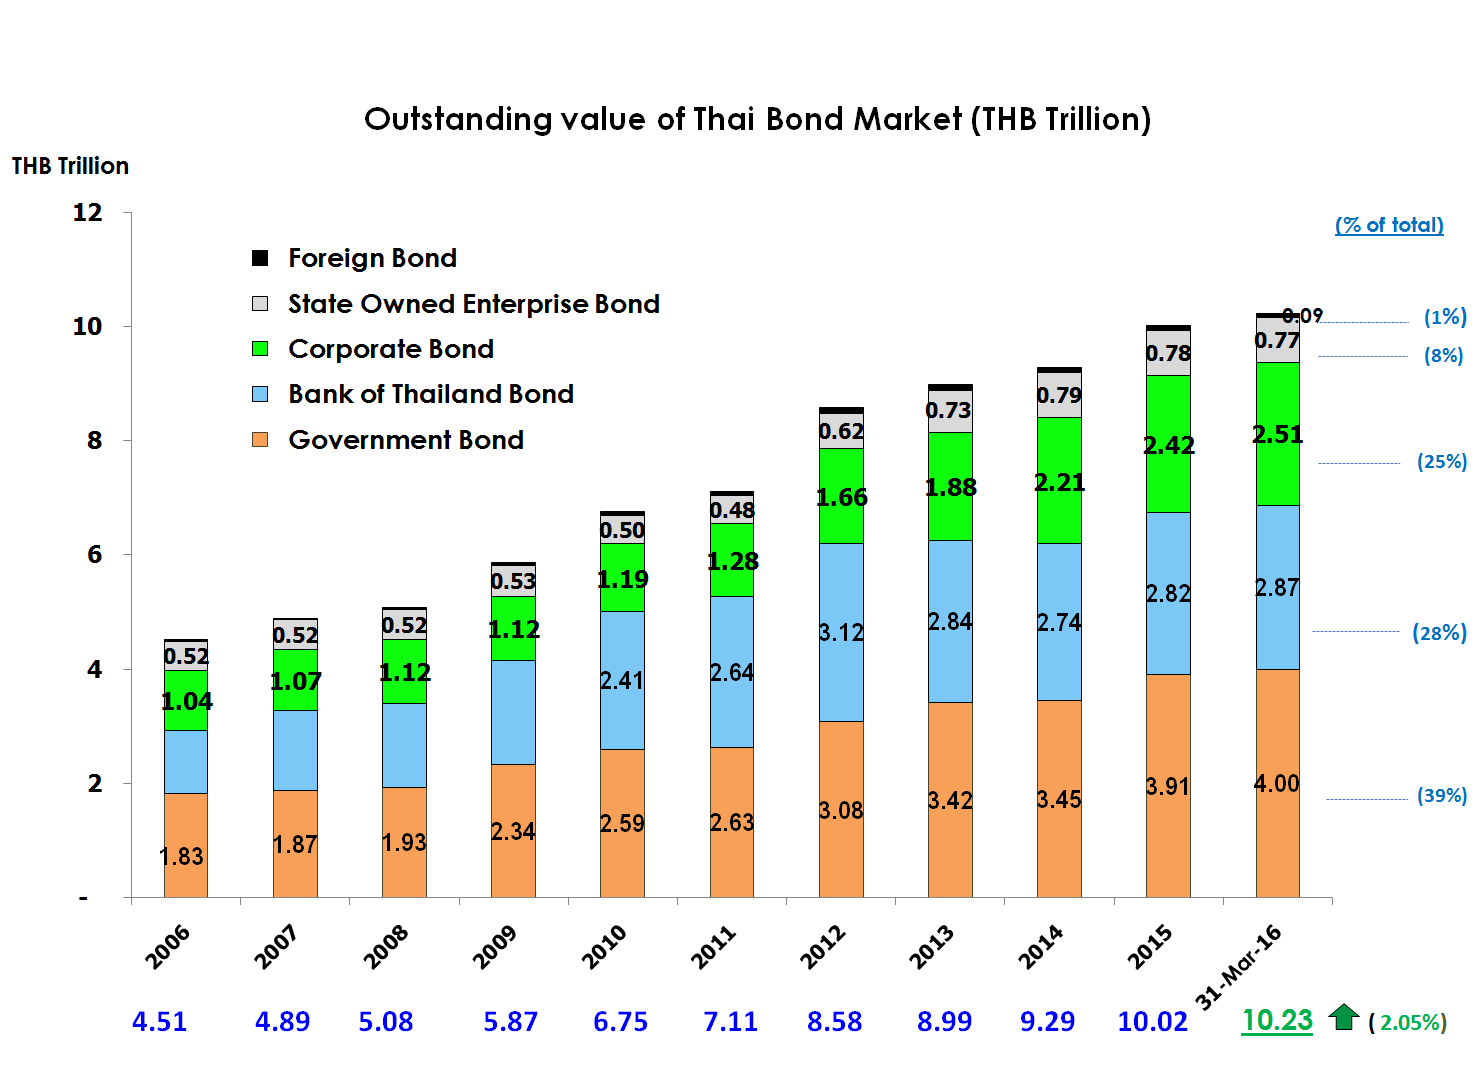 Outstanding value of Thai Bond Market (THB Trillion)
THB Trillion
12
(% of total)
Foreign Bond
State Owned Enterprise Bond
Corporate Bond
Bank of Thailand Bond
Government Bond
10
8
6
4
2
-
0.09
(1%)
0.52 0.52 0.52 0.53 0.50 0.48 0.62 0.73 0.79 0.78 0.77
(8%)
1.04 1.07 1.12 1.12 1.19 1.28 1.66 1.88 2.21 2.42 2.51
(25%)
2.41 2.64 3.12 2.84 2.74 2.82 2.87
(28%)
1.83 1.87 1.93 2.34 2.59 2.63 3.08 3.42 3.45 3.91 4.00
(39%)
2006 2007 2008 2009 2010 2011 2012 2013 2014 2015 31-Mar-16
4.51 4.89 5.08 5.87 6.75 7.11 8.58 8.99 9.29 10.02 10.23 ( 2.05%)